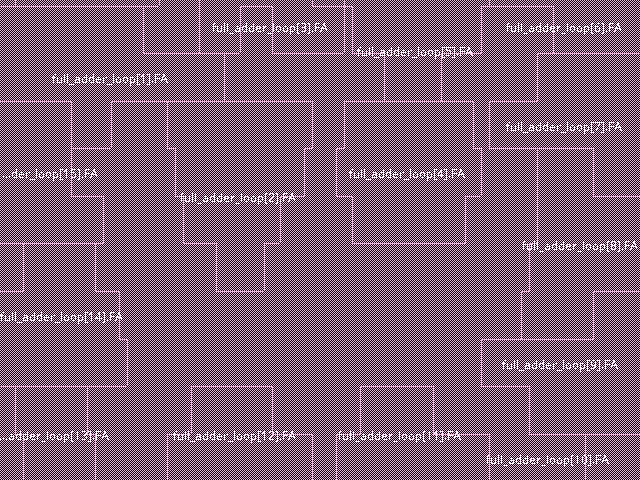 full_adder_loop[3].FA
full_adder_loop[6].FA
full_adder_loop[5].FA
full_adder_loop[1].FA
full_adder_loop[7].FA
.der_loop[15].FA
full_adder_loop[4].FA
full_adder_loop[2].FA
full_adder_loop[8].FA
full_adder_loop[14].FA
full_adder_loop[9].FA
._adder_loop[13].FA
full_adder_loop[12].FA
full_adder_loop[11].FA
full_adder_loop[10].FA